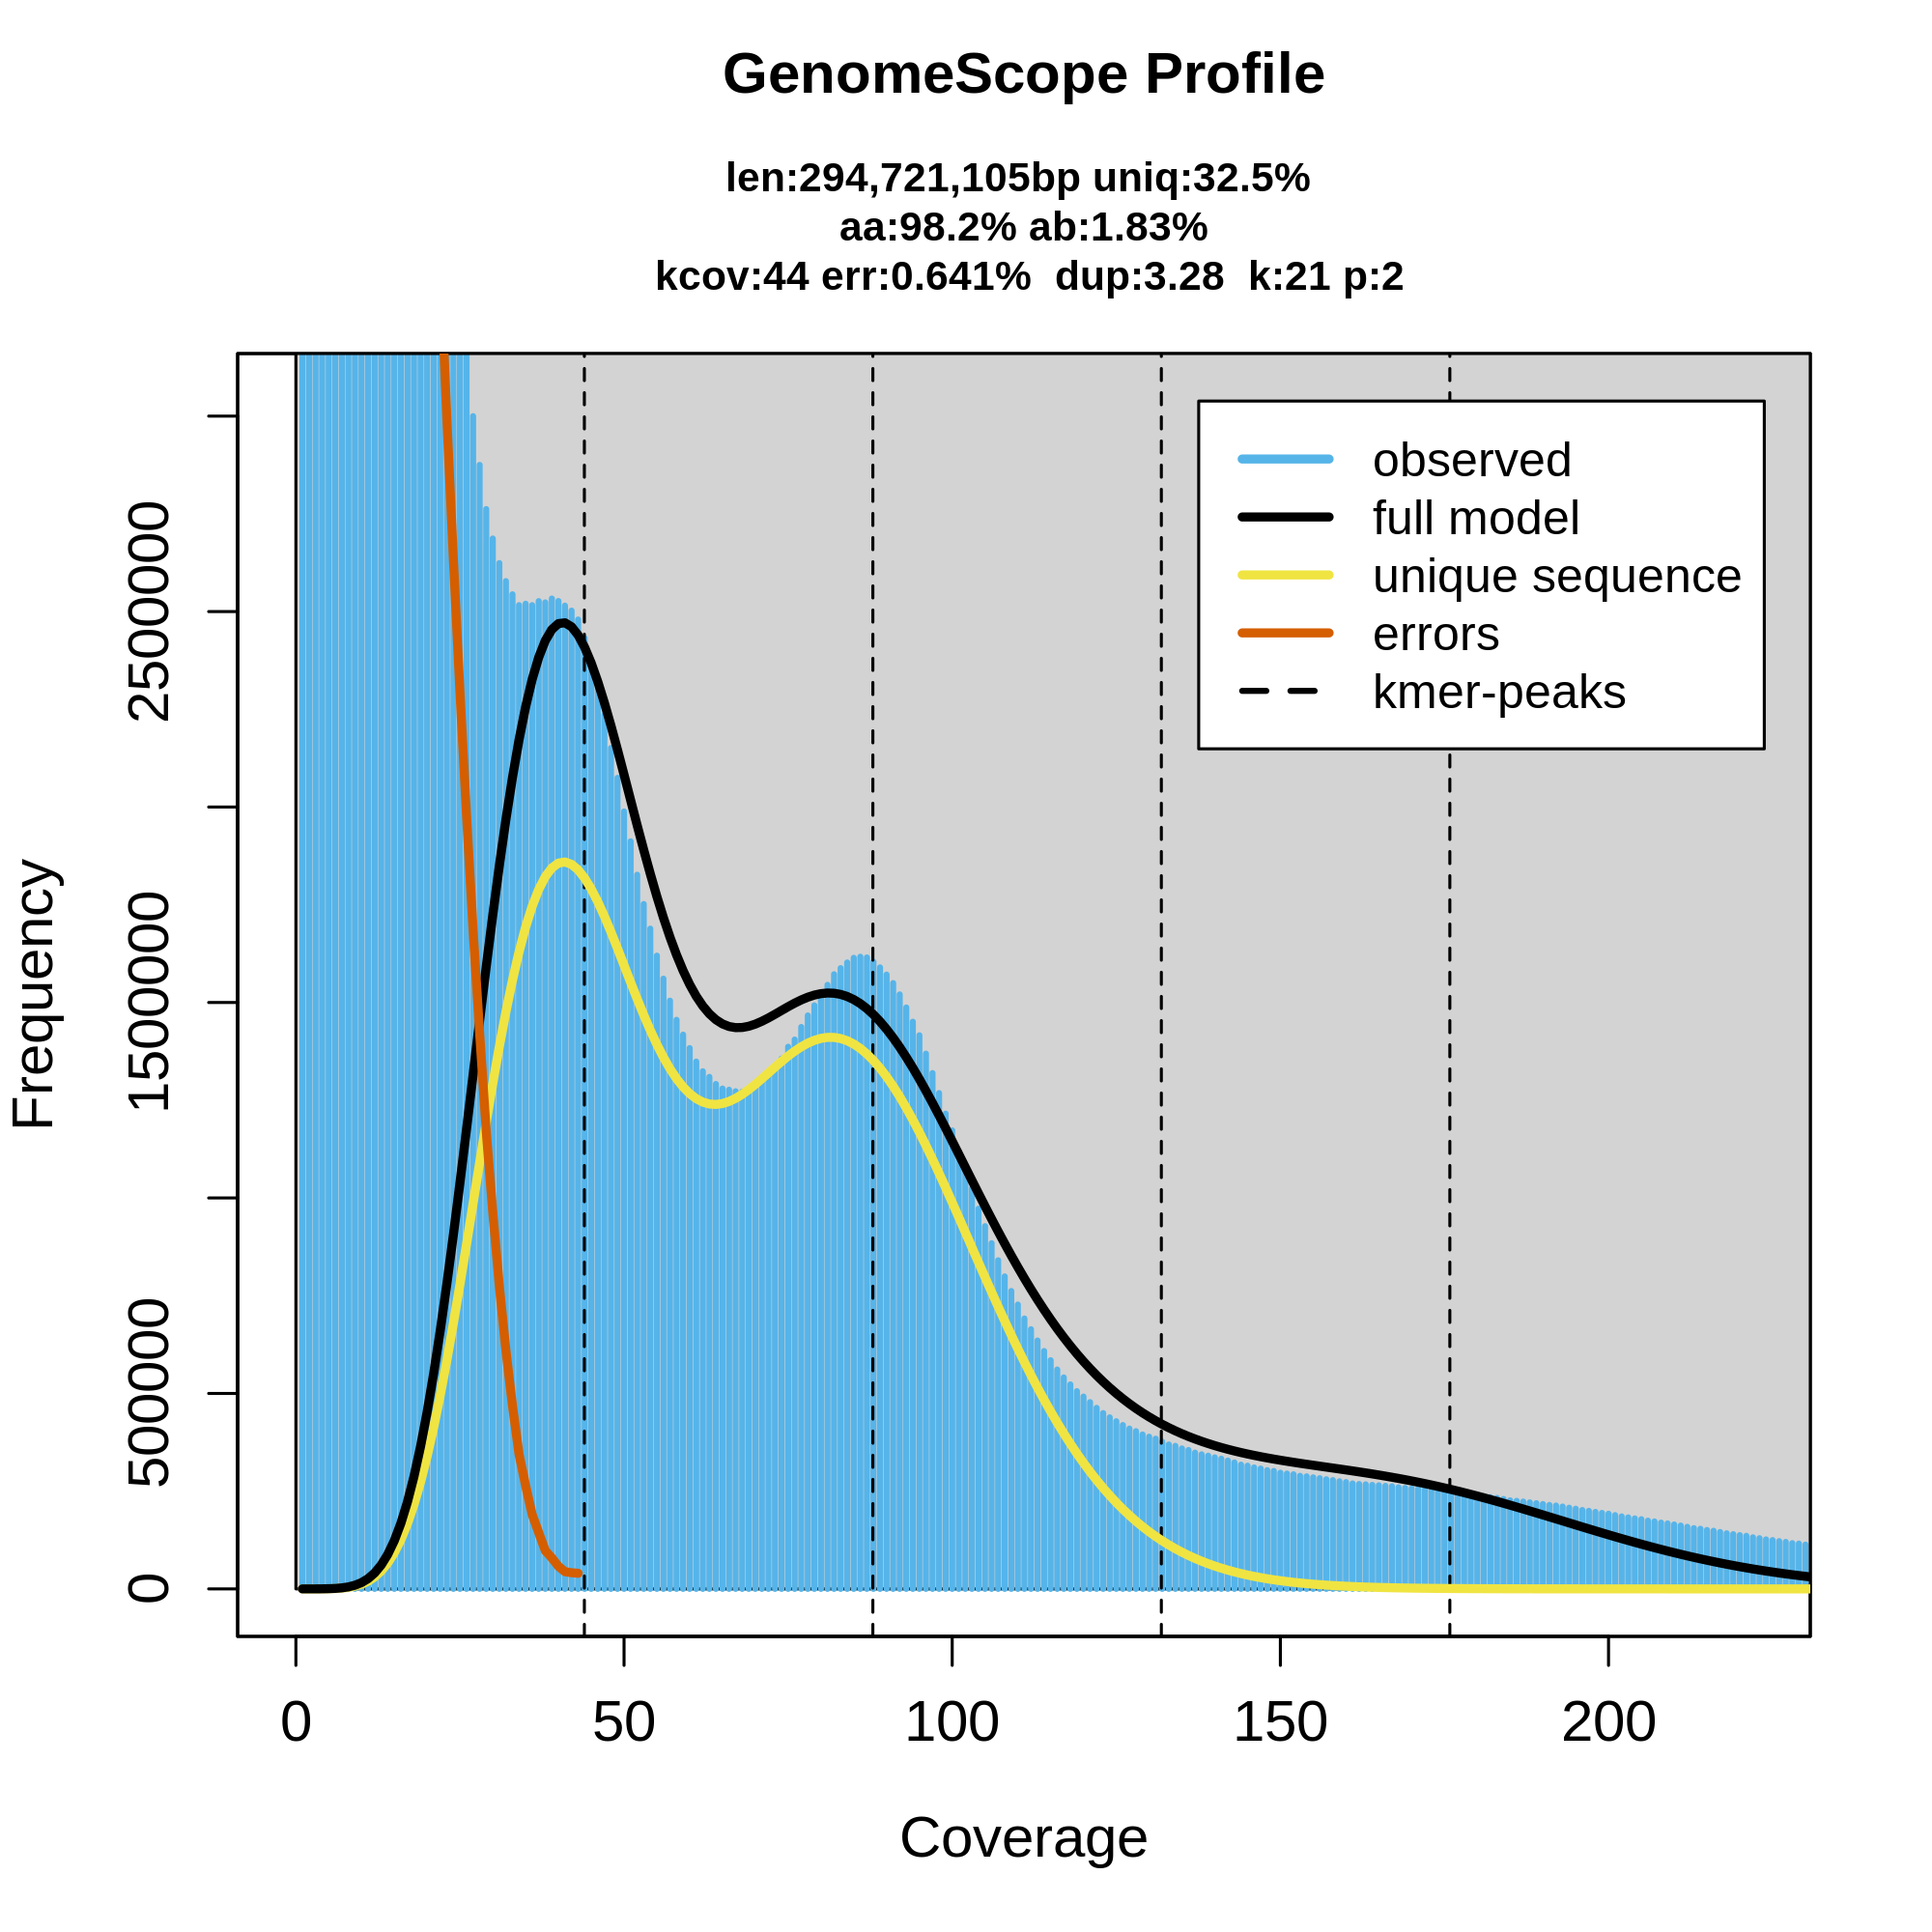 GenomeScope Profile
len:294,721,105bp uniq:32.5%
aa:98.2% ab:1.83%
kcov:44 err:0.641%  dup:3.28  k:21 p:2
observed
full model
unique sequence
errors
kmer-peaks
Frequency
2500000
1500000
500000
0
0 50 100 150 200
Coverage